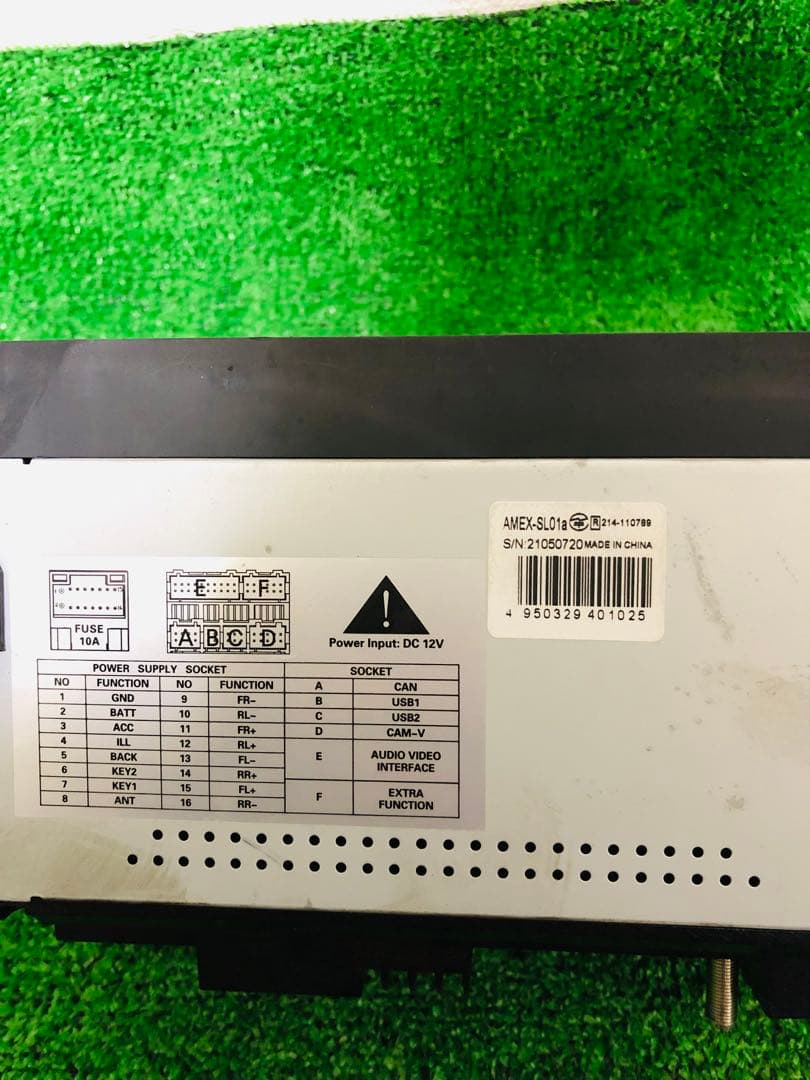 AMEX-SL01a R 214-110789
S/N:21050720 MADE IN CHINA
4 950329 401025
E F
A B C D
FUSE
10A
!
Power Input: DC 12V
POWER SUPPLY SOCKET SOCKET
NO FUNCTION NO FUNCTION A CAN
1 GND 9 FR- B USB1
2 BATT 10 RL- C USB2
3 ACC 11 FR+ D CAM-V
4 ILL 12 RL+ E AUDIO VIDEO
5 BACK 13 FL- INTERFACE
6 KEY2 14 RR+
7 KEY1 15 FL+ F EXTRA
8 ANT 16 RR- FUNCTION